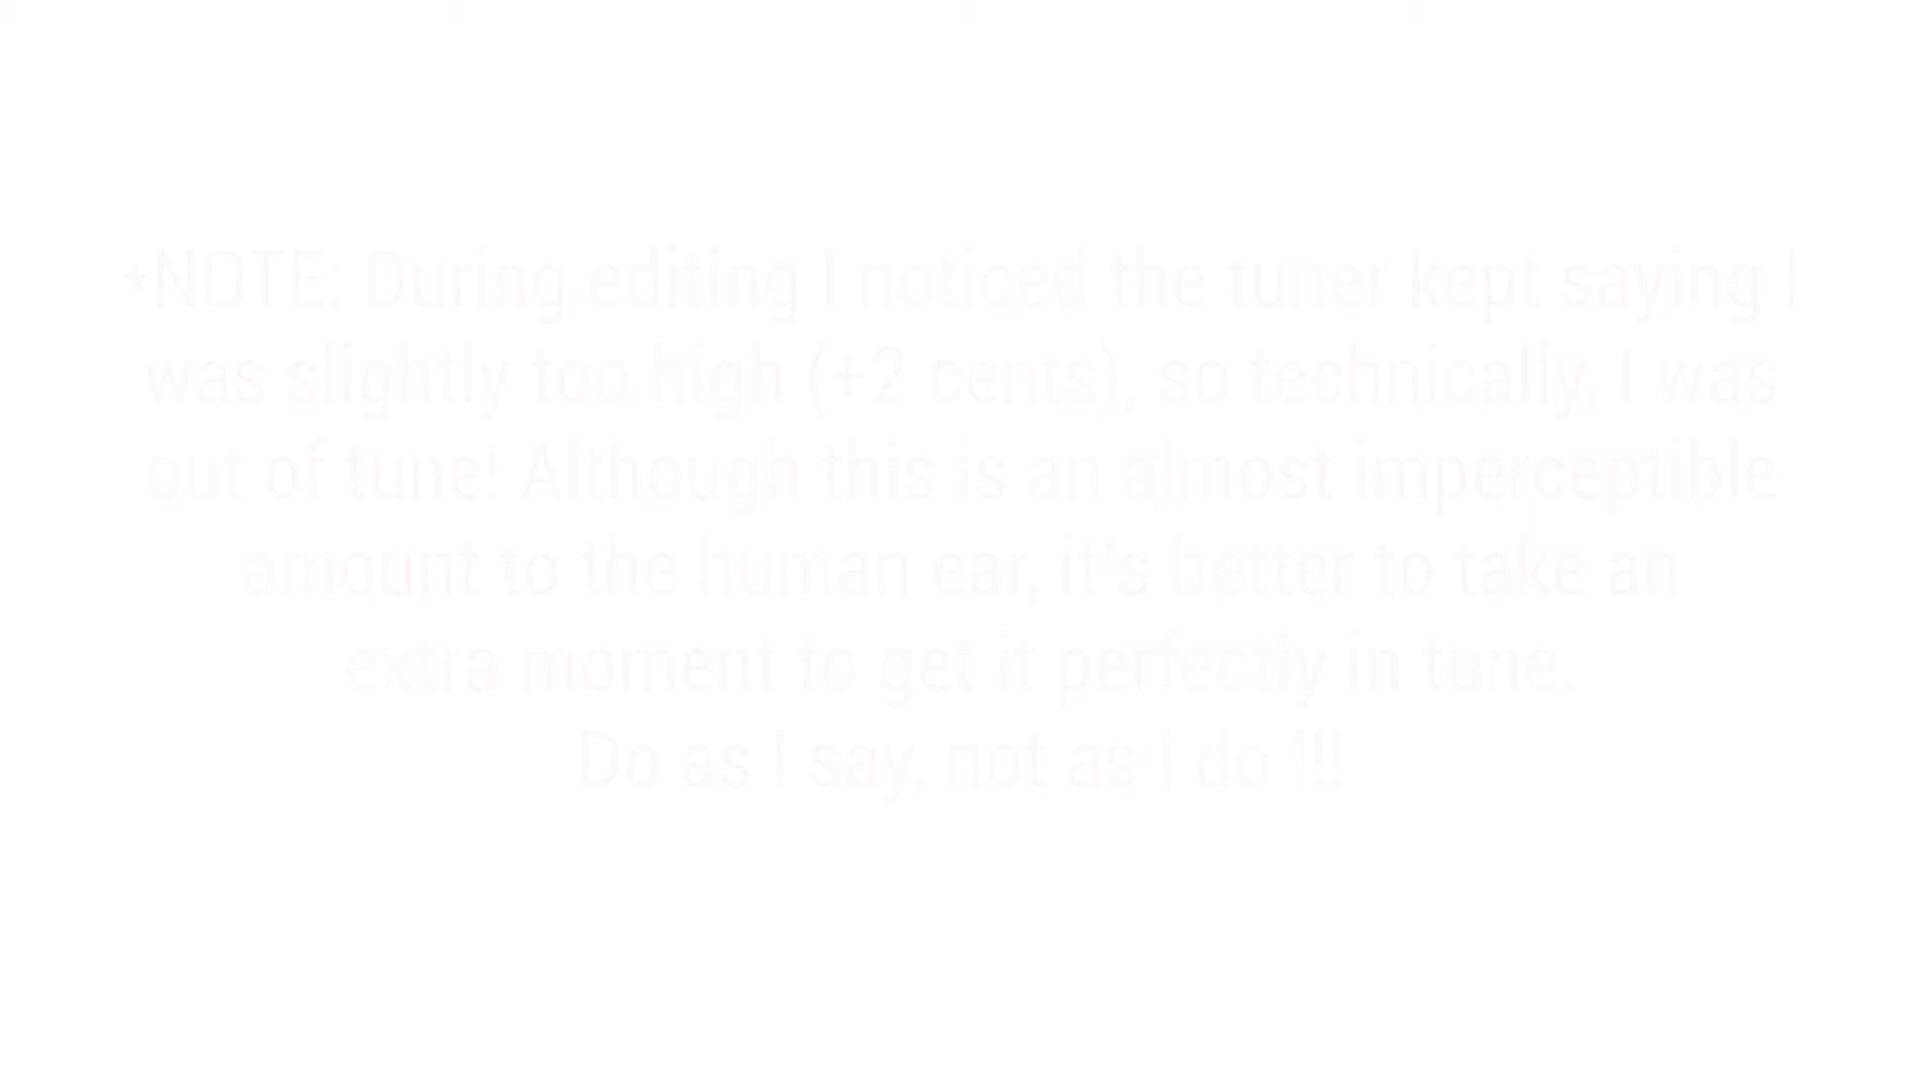 *NOTE: During editing I noticed the tuner kept saying I
was slightly too high (+2 cents), so technically, I was
out of tune! Although this is an almost imperceptible
amount to the human ear, it's better to take an
extra moment to get it perfectly in tune.
Do as I say, not as I do !!!